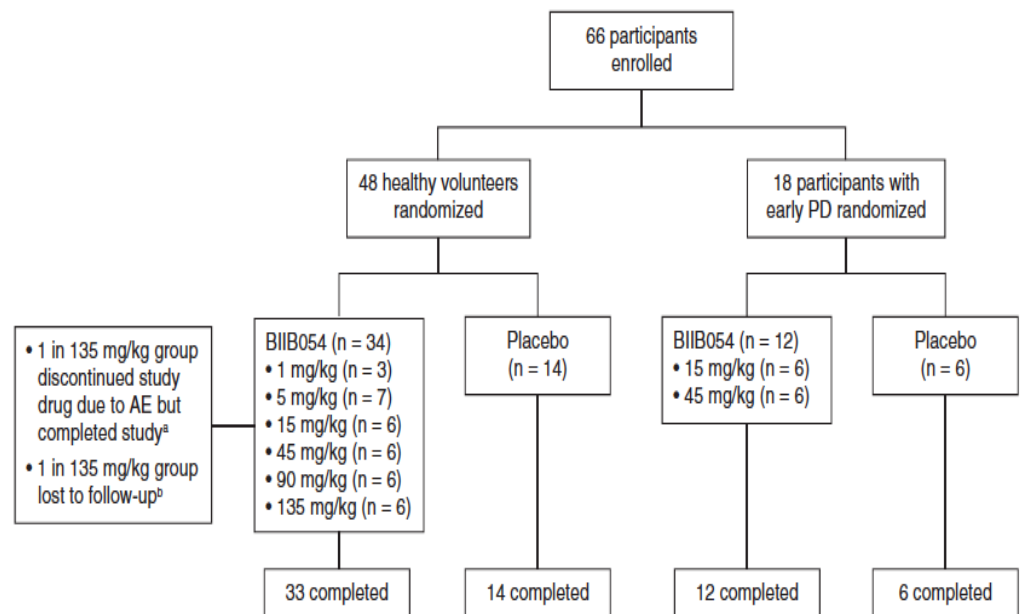 66 participants
enrolled
48 healthy volunteers
randomized
18 participants with
early PD randomized
• 1 in 135 mg/kg group
discontinued study
drug due to AE but
completed studyᵃ
• 1 in 135 mg/kg group
lost to follow-upᵇ
BIIB054 (n = 34)
• 1 mg/kg (n = 3)
• 5 mg/kg (n = 7)
• 15 mg/kg (n = 6)
• 45 mg/kg (n = 6)
• 90 mg/kg (n = 6)
• 135 mg/kg (n = 6)
Placebo
(n = 14)
BIIB054 (n = 12)
• 15 mg/kg (n = 6)
• 45 mg/kg (n = 6)
Placebo
(n = 6)
33 completed
14 completed
12 completed
6 completed